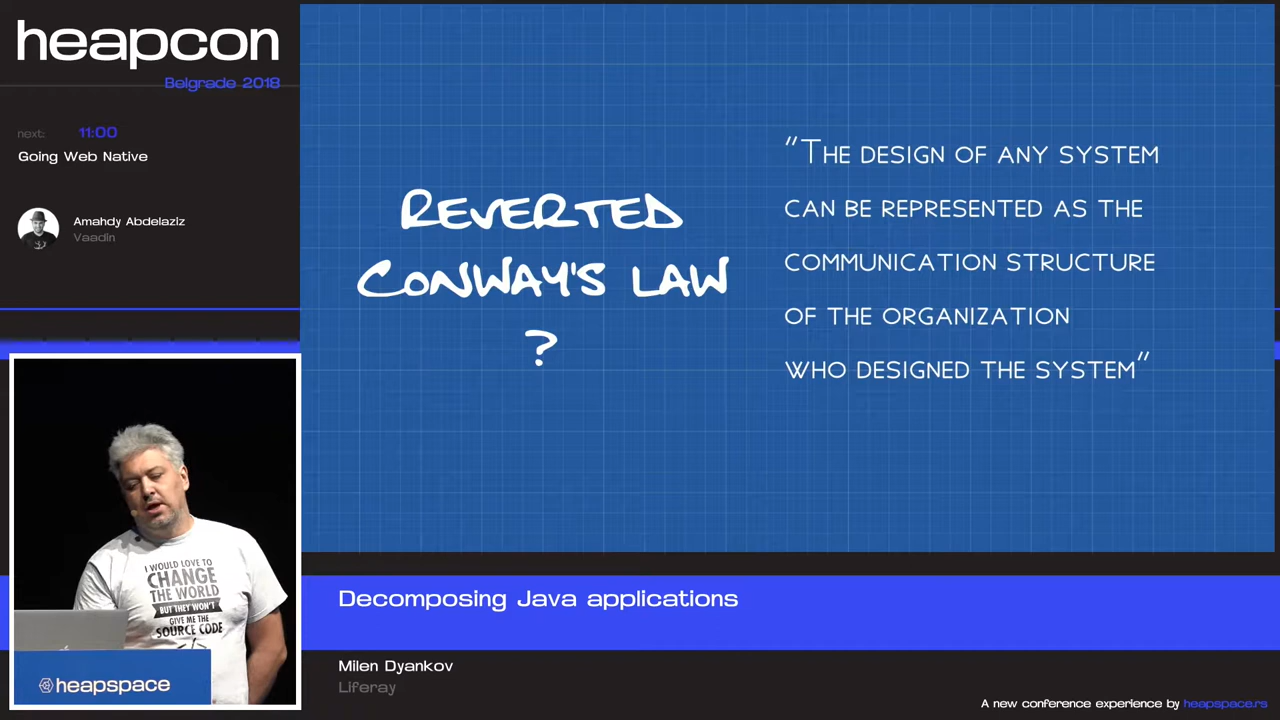 heapcon
Belgrade 2018
next: 11:00
Going Web Native
Amahdy Abdelaziz
Vaadin
REVERTED
CONWAY'S LAW
?
"THE DESIGN OF ANY SYSTEM
CAN BE REPRESENTED AS THE
COMMUNICATION STRUCTURE
OF THE ORGANIZATION
WHO DESIGNED THE SYSTEM"
I WOULD LOVE TO
CHANGE
THE WORLD
BUT THEY WON'T
GIVE ME THE
SOURCE CODE
</
heapspace
Decomposing Java applications
Milen Dyankov
Liferay
A new conference experience by heapspace.rs